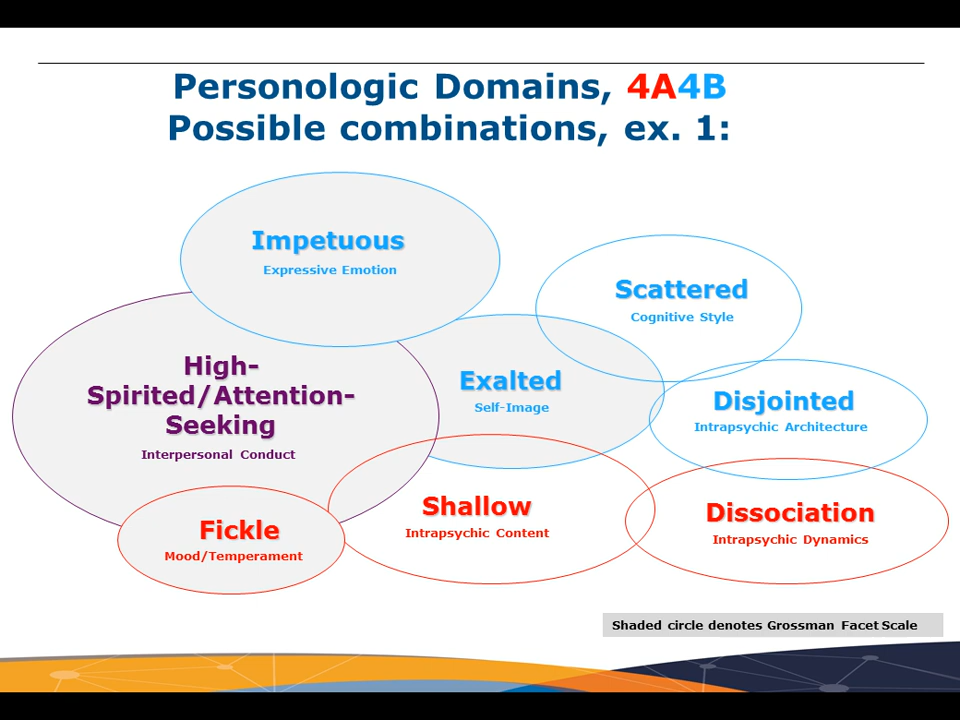 Personologic Domains, 4A4B
Possible combinations, ex. 1:
Impetuous
Expressive Emotion
Scattered
Cognitive Style
High-
Spirited/Attention-
Seeking
Interpersonal Conduct
Exalted
Self-Image
Disjointed
Intrapsychic Architecture
Fickle
Mood/Temperament
Shallow
Intrapsychic Content
Dissociation
Intrapsychic Dynamics
Shaded circle denotes Grossman Facet Scale